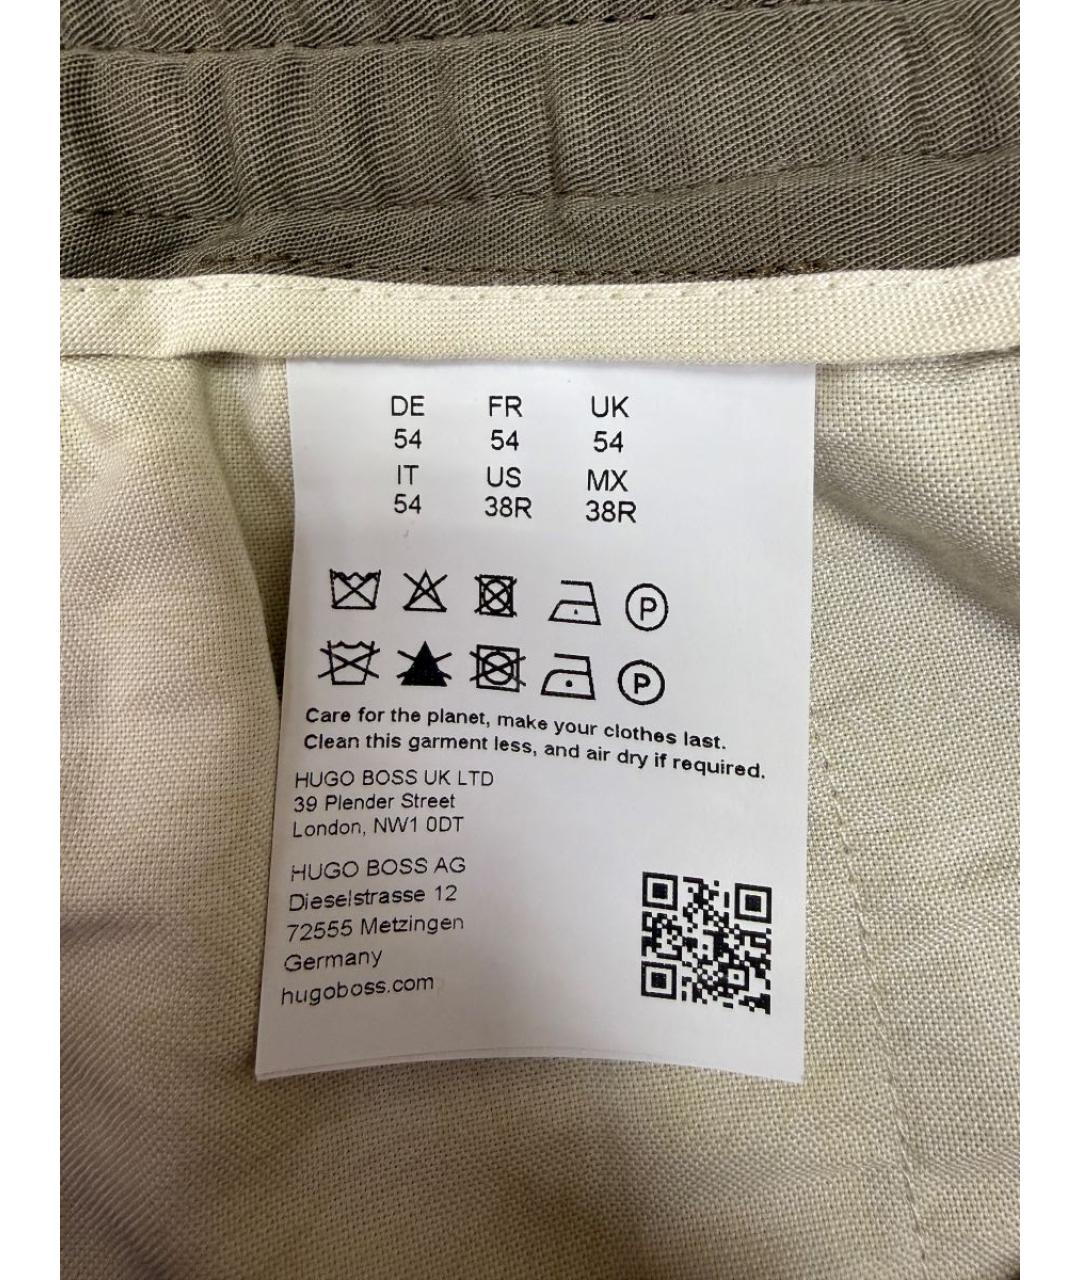 DE FR UK
54 54 54
IT US MX
54 38R 38R
P
P
Care for the planet, make your clothes last.
Clean this garment less, and air dry if required.
HUGO BOSS UK LTD
39 Plender Street
London, NW1 0DT
HUGO BOSS AG
Dieselstrasse 12
72555 Metzingen
Germany
hugoboss.com